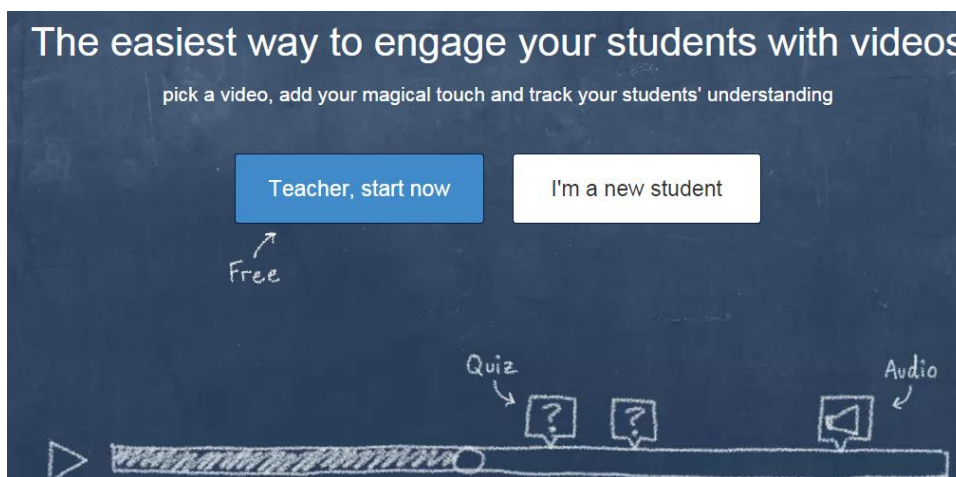 The easiest way to engage your students with videos
pick a video, add your magical touch and track your students' understanding
Teacher, start now
I'm a new student
Free
Quiz
Audio
?
?